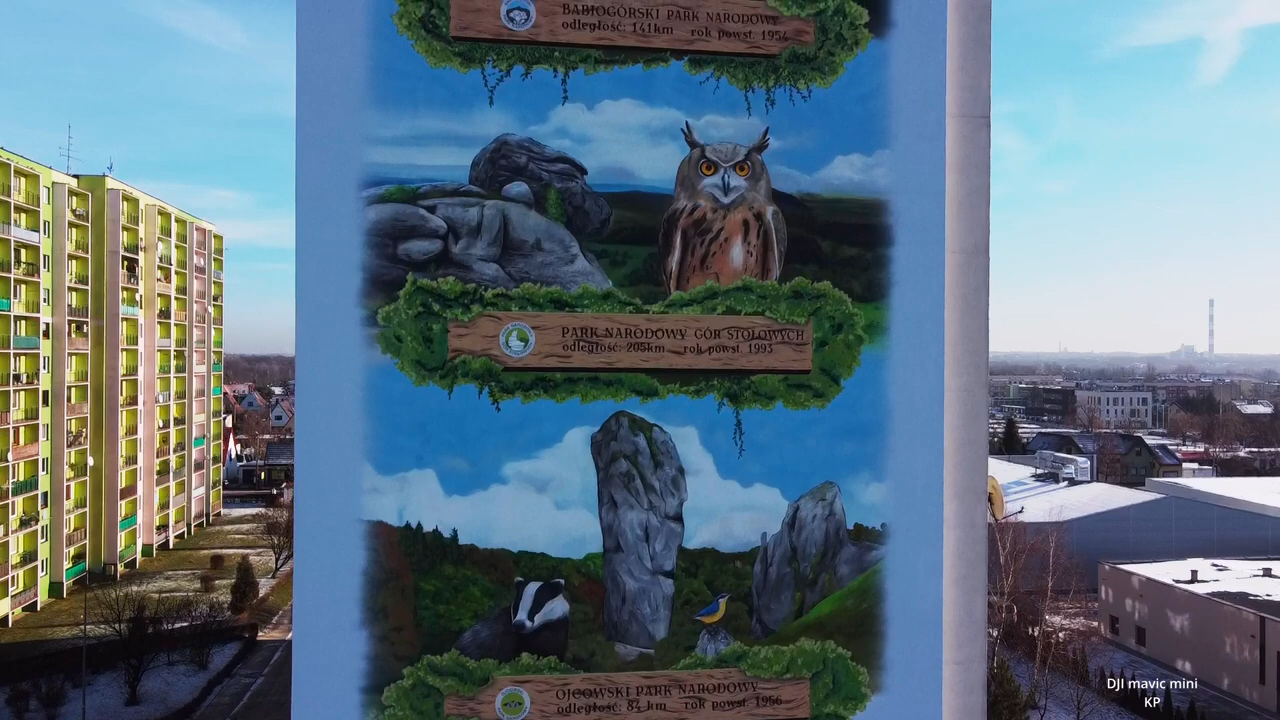 BABIOGÓRSKI PARK NARODOWY
odległość: 141km rok powst. 1954
PARK NARODOWY GÓR STOŁOWYCH
odległość: 205km rok powst. 1993
OJCOWSKI PARK NARODOWY
odległość: 84 km rok powst. 1956
DJI mavic mini
KP